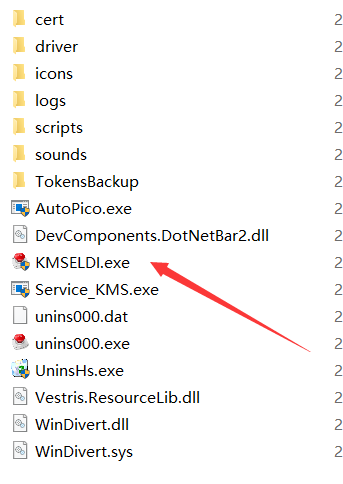 cert 2
driver 2
icons 2
logs 2
scripts 2
sounds 2
TokensBackup 2
AutoPico.exe 2
DevComponents.DotNetBar2.dll 2
KMSELDI.exe 2
Service_KMS.exe 2
unins000.dat 2
unins000.exe 2
UninsHs.exe 2
Vestris.ResourceLib.dll 2
WinDivert.dll 2
WinDivert.sys 2